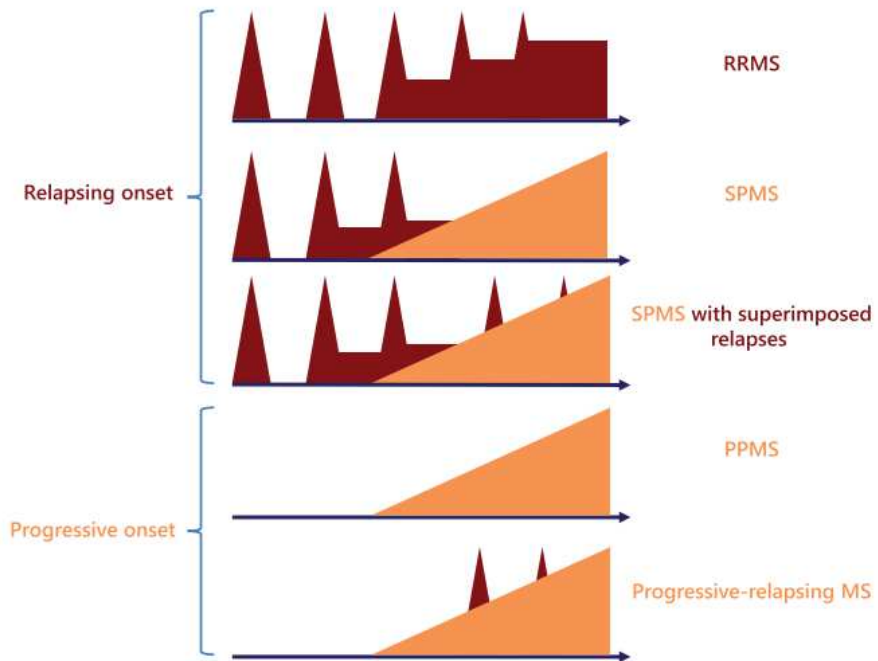 RRMS
Relapsing onset
SPMS
SPMS with superimposed
relapses
PPMS
Progressive onset
Progressive-relapsing MS